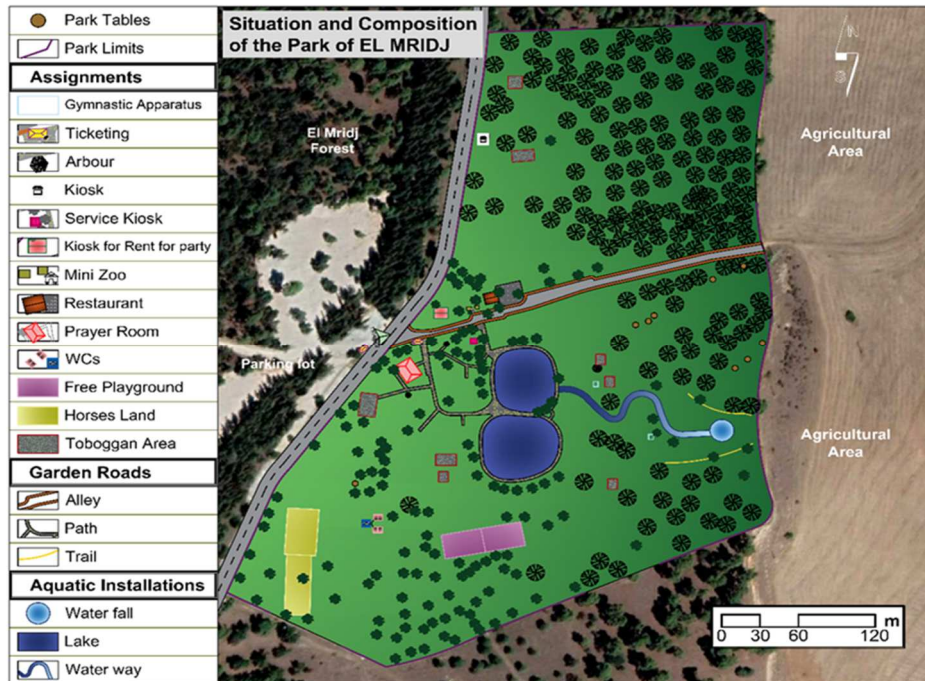 Park Tables
Park Limits
Assignments
Gymnastic Apparatus
Ticketing
Arbour
Kiosk
Service Kiosk
Kiosk for Rent for party
Mini Zoo
Restaurant
Prayer Room
WCs
Free Playground
Horses Land
Toboggan Area
Garden Roads
Alley
Path
Trail
Aquatic Installations
Water fall
Lake
Water way
Situation and Composition
of the Park of EL MRIDJ
El Mridj
Forest
Parking lot
Agricultural
Area
Agricultural
Area
m
0 30 60 120